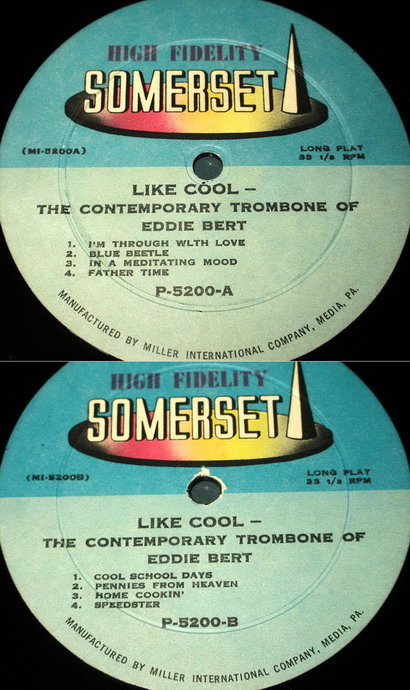 HIGH FIDELITY
SOMERSET
(MI-5200A)
LONG PLAY
33 1/3 RPM
LIKE COOL –
THE CONTEMPORARY TROMBONE OF
EDDIE BERT
1. I'M THROUGH WLTH LOVE
2. BLUE BEETLE
3. IN A MEDITATING MOOD
4. FATHER TIME
P-5200-A
MANUFACTURED BY MILLER INTERNATIONAL COMPANY, MEDIA, PA.
HIGH FIDELITY
SOMERSET
(MI-5200B)
LONG PLAY
33 1/3 RPM
LIKE COOL –
THE CONTEMPORARY TROMBONE OF
EDDIE BERT
1. COOL SCHOOL DAYS
2. PENNIES FROM HEAVEN
3. HOME COOKIN'
4. SPEEDSTER
P-5200-B
MANUFACTURED BY MILLER INTERNATIONAL COMPANY, MEDIA, PA.